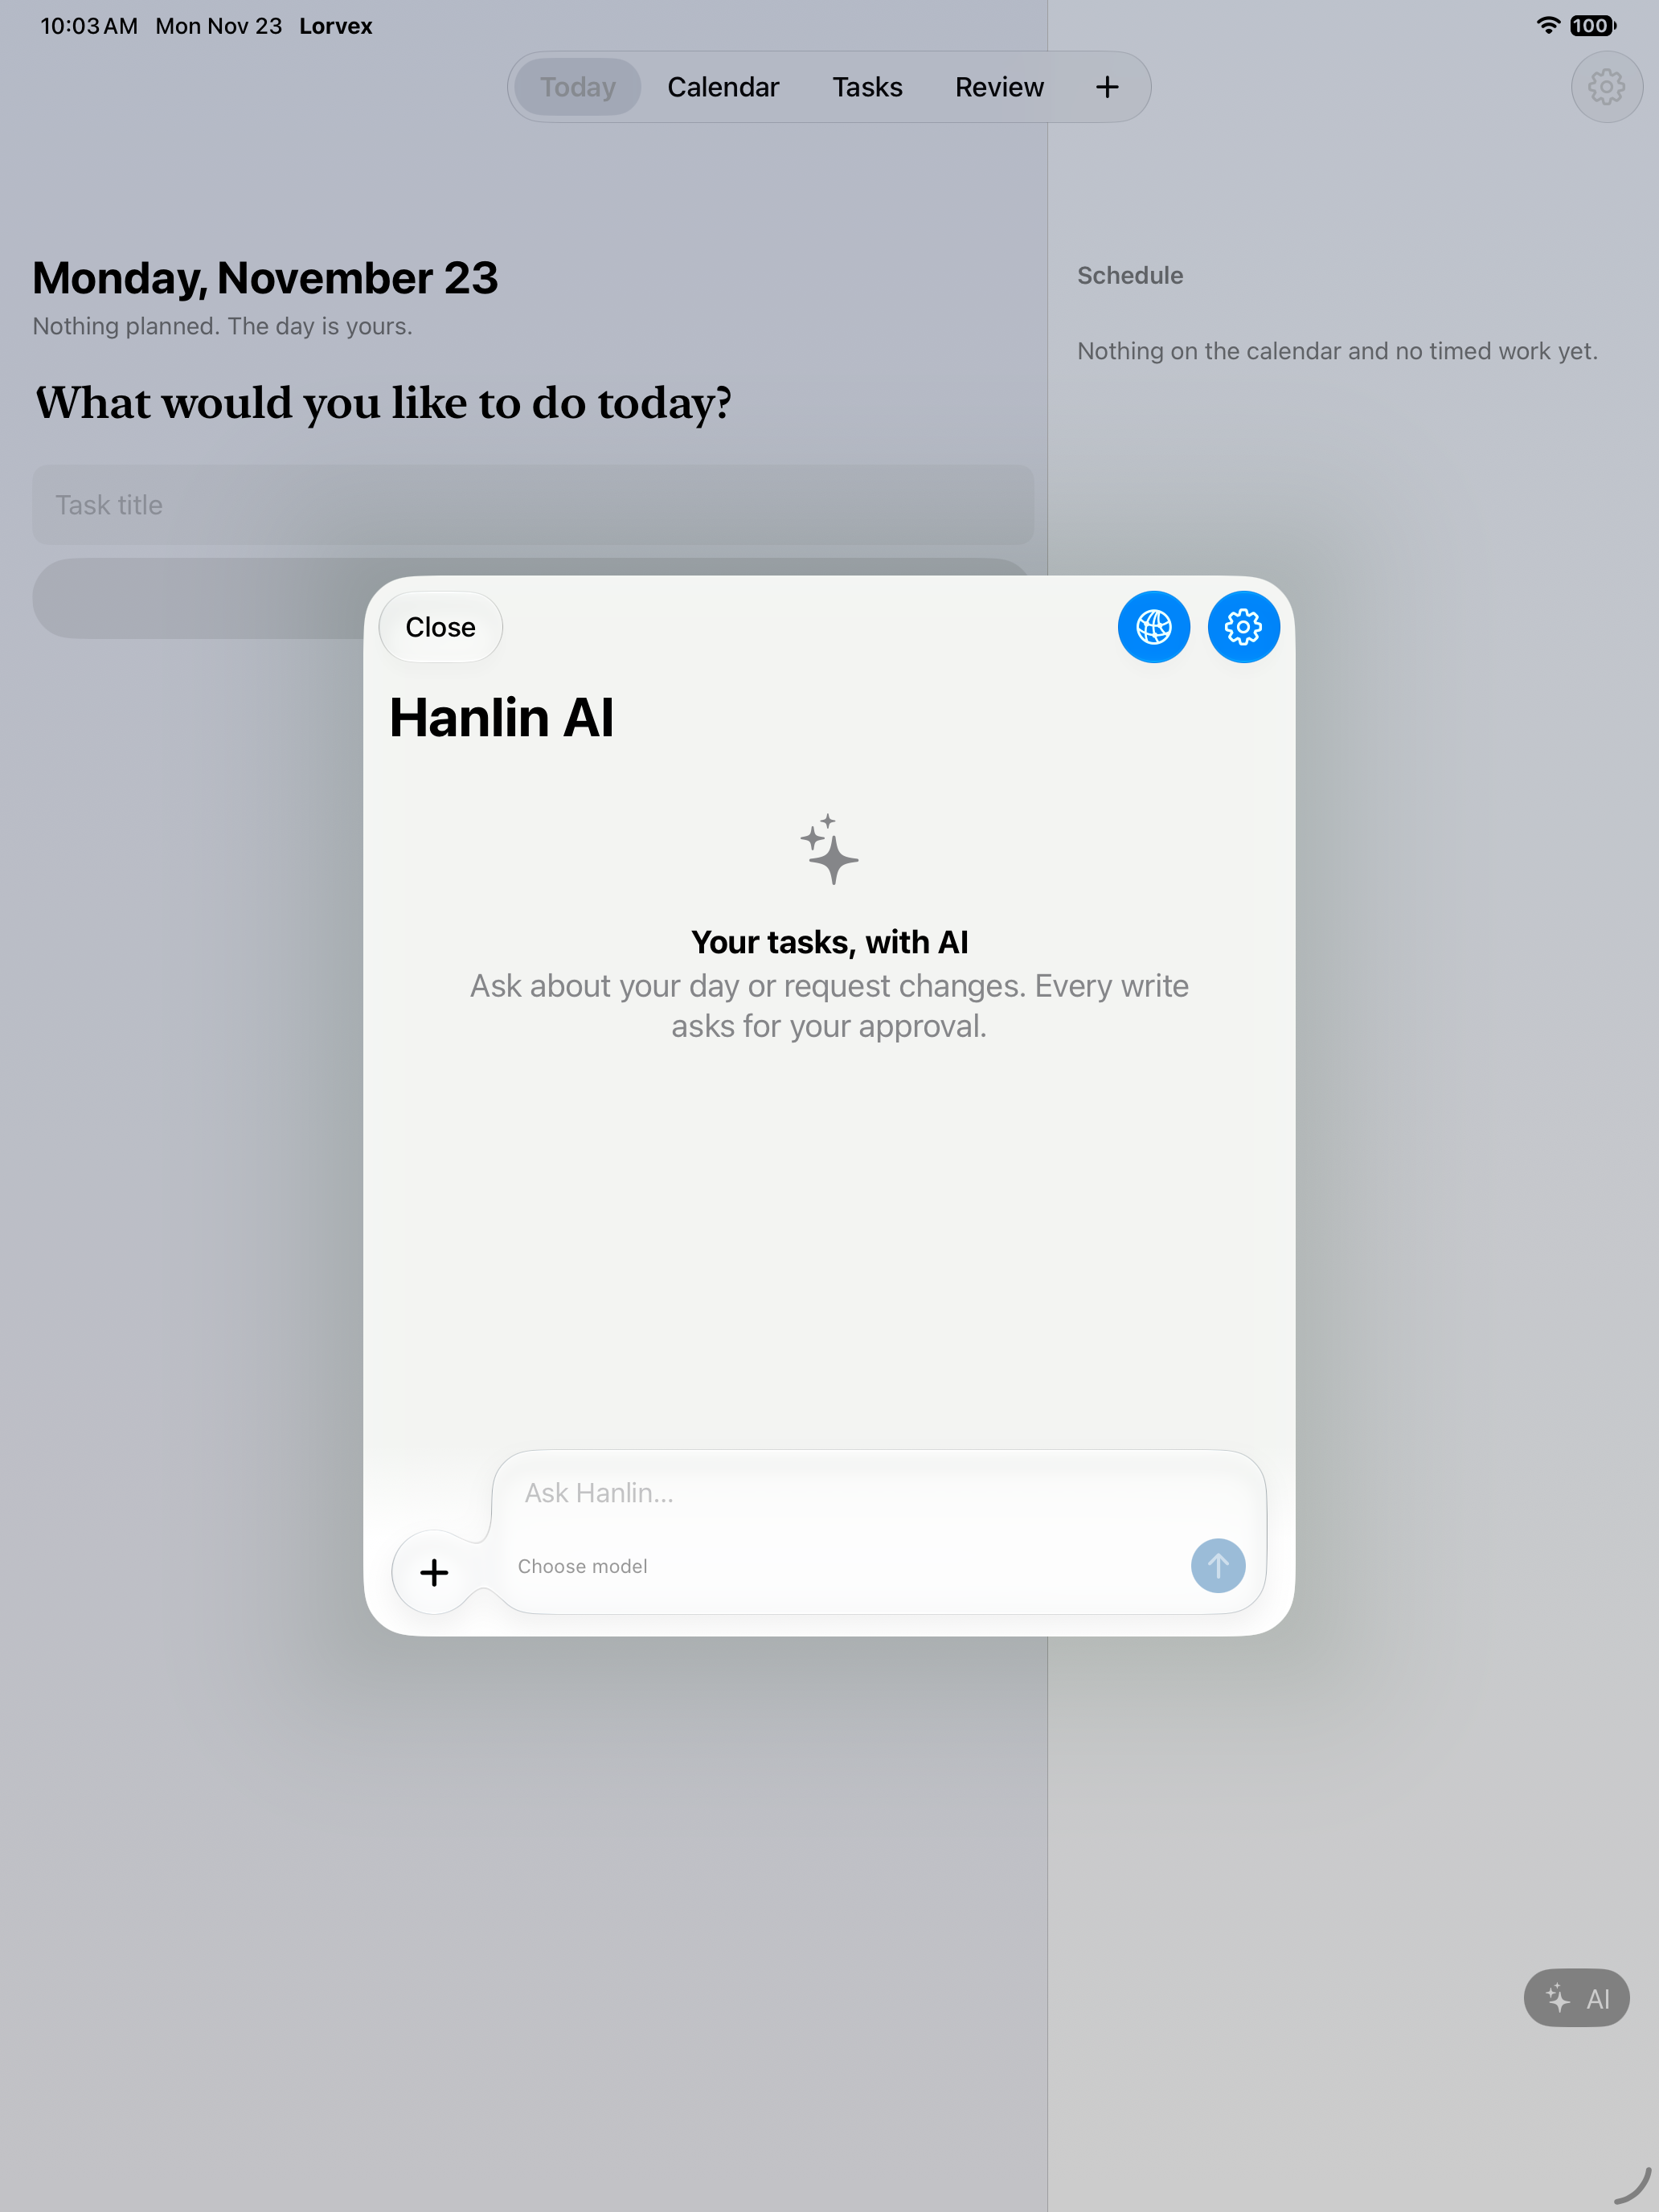 10:03 AM Mon Nov 23 Lorvex
100
Today Calendar Tasks Review +
Monday, November 23
Nothing planned. The day is yours.
What would you like to do today?
Task title
Schedule
Nothing on the calendar and no timed work yet.
Close
Hanlin AI
Your tasks, with AI
Ask about your day or request changes. Every write
asks for your approval.
Ask Hanlin...
Choose model
AI